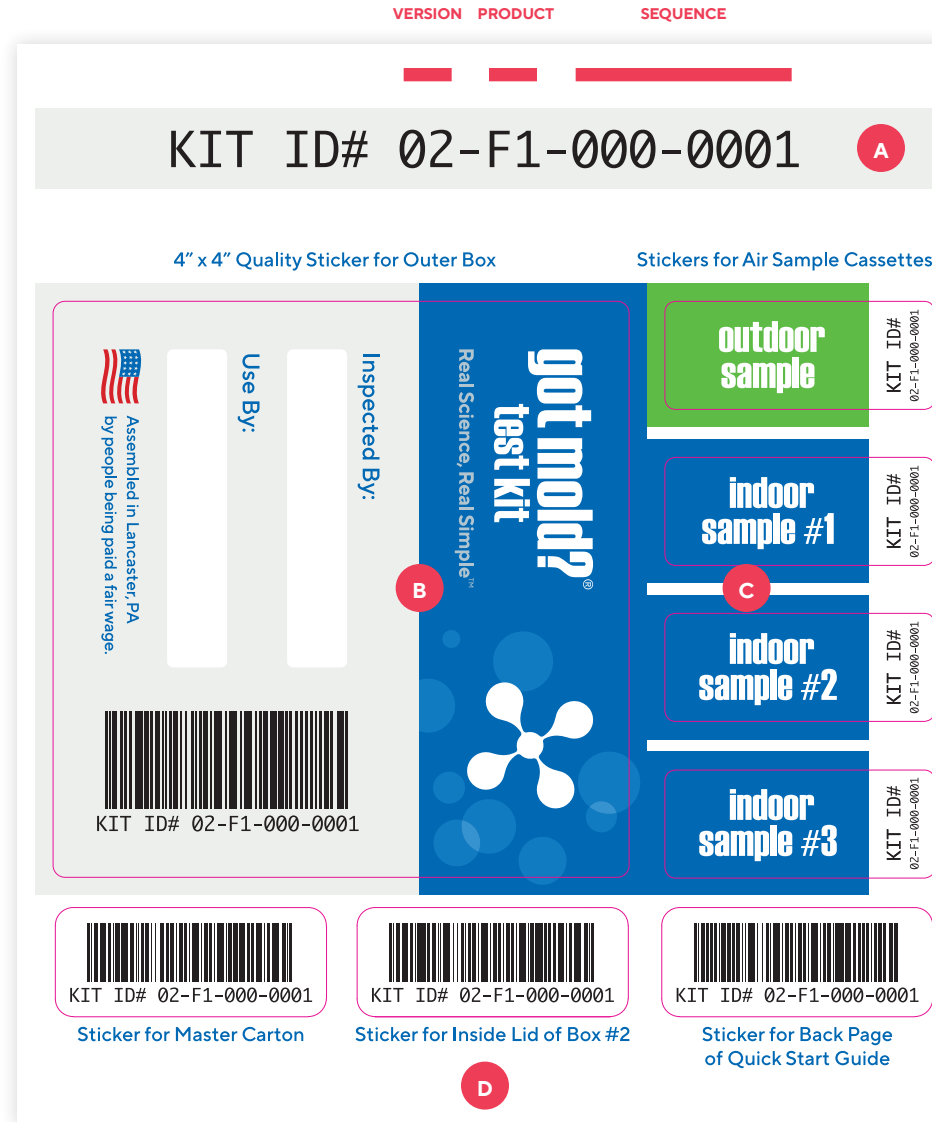 VERSION PRODUCT SEQUENCE
KIT ID# 02-F1-000-0001
A
4” x 4” Quality Sticker for Outer Box
Stickers for Air Sample Cassettes
got mold?®
test kit
Real Science, Real Simple™
Inspected By:
Use By:
Assembled in Lancaster, PA
by people being paid a fair wage.
B
KIT ID# 02-F1-000-0001
outdoor
sample
KIT ID#
02-F1-000-0001
indoor
sample #1
KIT ID#
02-F1-000-0001
C
indoor
sample #2
KIT ID#
02-F1-000-0001
indoor
sample #3
KIT ID#
02-F1-000-0001
KIT ID# 02-F1-000-0001
Sticker for Master Carton
KIT ID# 02-F1-000-0001
Sticker for Inside Lid of Box #2
KIT ID# 02-F1-000-0001
Sticker for Back Page
of Quick Start Guide
D